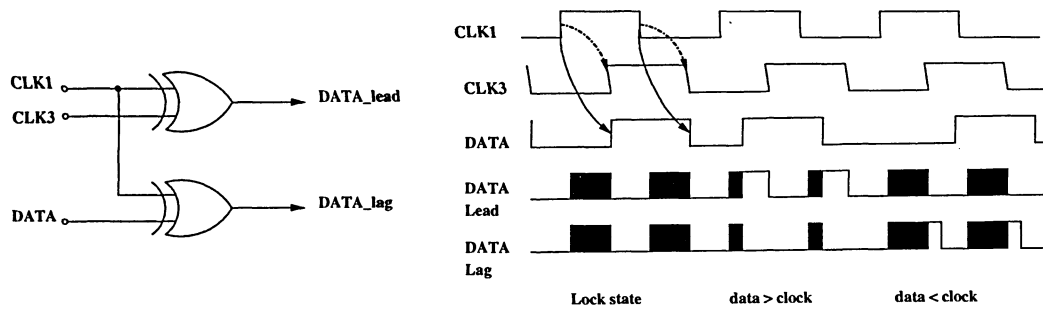 CLK1
CLK3
DATA
DATA_lead
DATA_lag
CLK1
CLK3
DATA
DATA
Lead
DATA
Lag
Lock state
data > clock
data < clock